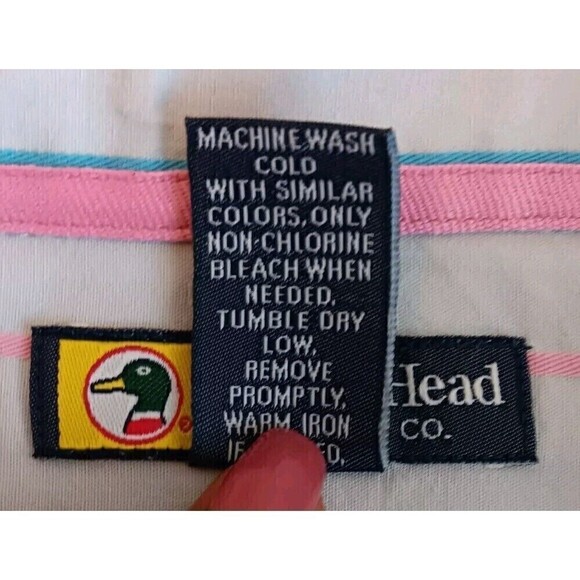 MACHINE WASH
COLD
WITH SIMILAR
COLORS, ONLY
NON-CHLORINE
BLEACH WHEN
NEEDED.
TUMBLE DRY
LOW,
REMOVE
PROMPTLY.
WARM IRON
IF
Head
CO.